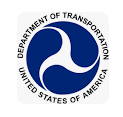 DEPARTMENT OF TRANSPORTATION
UNITED STATES OF AMERICA